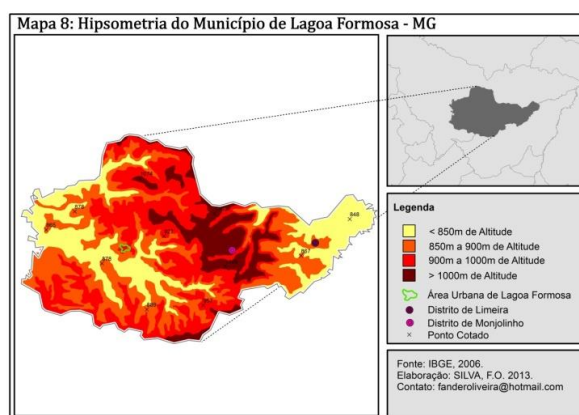 Mapa 8: Hipsometria do Município de Lagoa Formosa - MG
848
Legenda
< 850m de Altitude
850m a 900m de Altitude
900m a 1000m de Altitude
> 1000m de Altitude
Área Urbana de Lagoa Formosa
Distrito de Limeira
Distrito de Monjolinho
Ponto Cotado
Fonte: IBGE, 2006.
Elaboração: SILVA, F.O. 2013.
Contato: fanderoliveira@hotmail.com